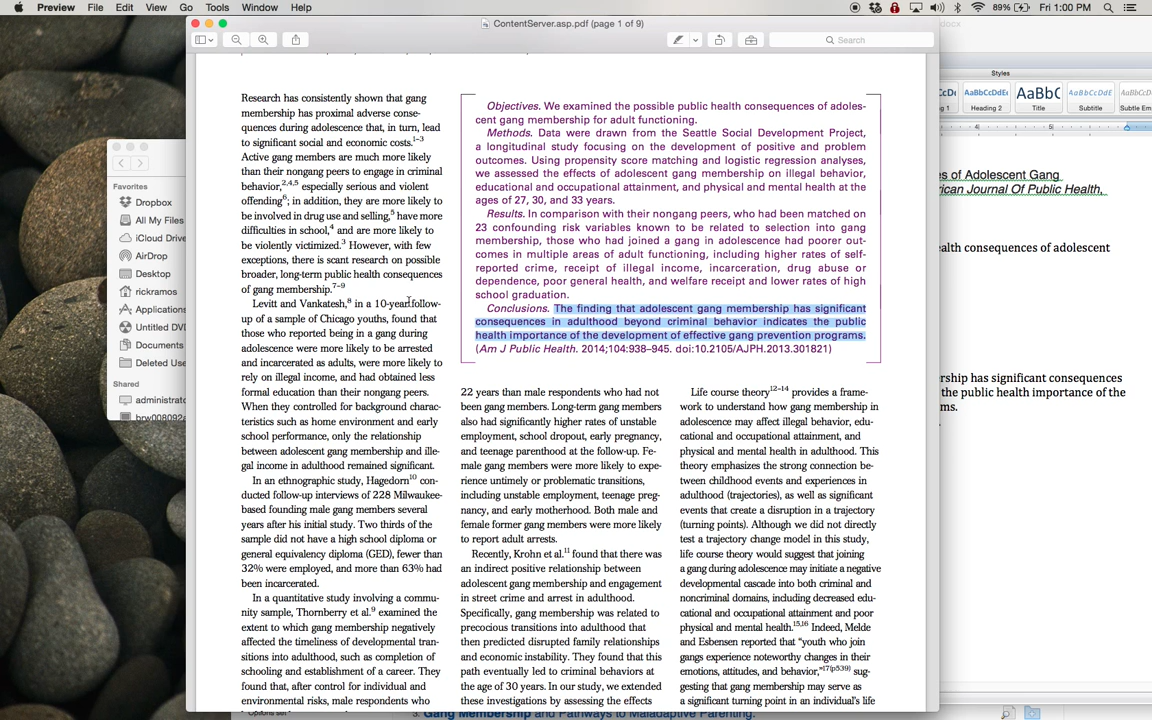 Preview File Edit View Go Tools Window Help
89% Fri 1:00 PM
ContentServer.asp.pdf (page 1 of 9)
Search
Research has consistently shown that gang
membership has proximal adverse conse-
quences during adolescence that, in turn, lead
to significant social and economic costs.1–3
Active gang members are much more likely
than their nongang peers to engage in criminal
behavior,2,4,5 especially serious and violent
offending6; in addition, they are more likely to
be involved in drug use and selling,5 have more
difficulties in school,4 and are more likely to
be violently victimized.3 However, with few
exceptions, there is scant research on possible
broader, long-term public health consequences
of gang membership.7–9
Levitt and Vankatesh,8 in a 10-year follow-
up of a sample of Chicago youths, found that
those who reported being in a gang during
adolescence were more likely to be arrested
and incarcerated as adults, were more likely to
rely on illegal income, and had obtained less
formal education than their nongang peers.
When they controlled for background charac-
teristics such as home environment and early
school performance, only the relationship
between adolescent gang membership and ille-
gal income in adulthood remained significant.
In an ethnographic study, Hagedorn10 con-
ducted follow-up interviews of 228 Milwaukee-
based founding male gang members several
years after his initial study. Two thirds of the
sample did not have a high school diploma or
general equivalency diploma (GED), fewer than
32% were employed, and more than 63% had
been incarcerated.
In a quantitative study involving a commu-
nity sample, Thornberry et al.9 examined the
extent to which gang membership negatively
affected the timeliness of developmental tran-
sitions into adulthood, such as completion of
schooling and establishment of a career. They
found that, after control for individual and
environmental risks, male respondents who
Objectives. We examined the possible public health consequences of adoles-
cent gang membership for adult functioning.
Methods. Data were drawn from the Seattle Social Development Project,
a longitudinal study focusing on the development of positive and problem
outcomes. Using propensity score matching and logistic regression analyses,
we assessed the effects of adolescent gang membership on illegal behavior,
educational and occupational attainment, and physical and mental health at the
ages of 27, 30, and 33 years.
Results. In comparison with their nongang peers, who had been matched on
23 confounding risk variables known to be related to selection into gang
membership, those who had joined a gang in adolescence had poorer out-
comes in multiple areas of adult functioning, including higher rates of self-
reported crime, receipt of illegal income, incarceration, drug abuse or
dependence, poor general health, and welfare receipt and lower rates of high
school graduation.
Conclusions. The finding that adolescent gang membership has significant
consequences in adulthood beyond criminal behavior indicates the public
health importance of the development of effective gang prevention programs.
(Am J Public Health. 2014;104:938–945. doi:10.2105/AJPH.2013.301821)
22 years than male respondents who had not
been gang members. Long-term gang members
also had significantly higher rates of unstable
employment, school dropout, early pregnancy,
and teenage parenthood at the follow-up. Fe-
male gang members were more likely to expe-
rience untimely or problematic transitions,
including unstable employment, teenage preg-
nancy, and early motherhood. Both male and
female former gang members were more likely
to report adult arrests.
Recently, Krohn et al.11 found that there was
an indirect positive relationship between
adolescent gang membership and engagement
in street crime and arrest in adulthood.
Specifically, gang membership was related to
precocious transitions into adulthood that
then predicted disrupted family relationships
and economic instability. They found that this
path eventually led to criminal behaviors at
the age of 30 years. In our study, we extended
these investigations by assessing the effects
Life course theory12–14 provides a frame-
work to understand how gang membership in
adolescence may affect illegal behavior, edu-
cational and occupational attainment, and
physical and mental health in adulthood. This
theory emphasizes the strong connection be-
tween childhood events and experiences in
adulthood (trajectories), as well as significant
events that create a disruption in a trajectory
(turning points). Although we did not directly
test a trajectory change model in this study,
life course theory would suggest that joining
a gang during adolescence may initiate a negative
developmental cascade into both criminal and
noncriminal domains, including decreased edu-
cational and occupational attainment and poor
physical and mental health.15,16 Indeed, Melde
and Esbensen reported that “youth who join
gangs experience noteworthy changes in their
emotions, attitudes, and behavior,”17(p539) sug-
gesting that gang membership may serve as
a significant turning point in an individual's life
Favorites
Dropbox
All My Files
iCloud Drive
AirDrop
Desktop
rickramos
Applications
Untitled DVD
Documents
Deleted Use
Shared
administrato
brw008092a
docx
Styles
AaBbCcDdEe AaBbC AaBbCcDdEe AaBbCcDdE
g 1 Heading 2 Title Subtitle Subtle Em
4 5
es of Adolescent Gang
rican Journal Of Public Health,
alth consequences of adolescent
rship has significant consequences
the public health importance of the
ms.
3. Gang Membership and Pathways to Maladaptive Parenting.